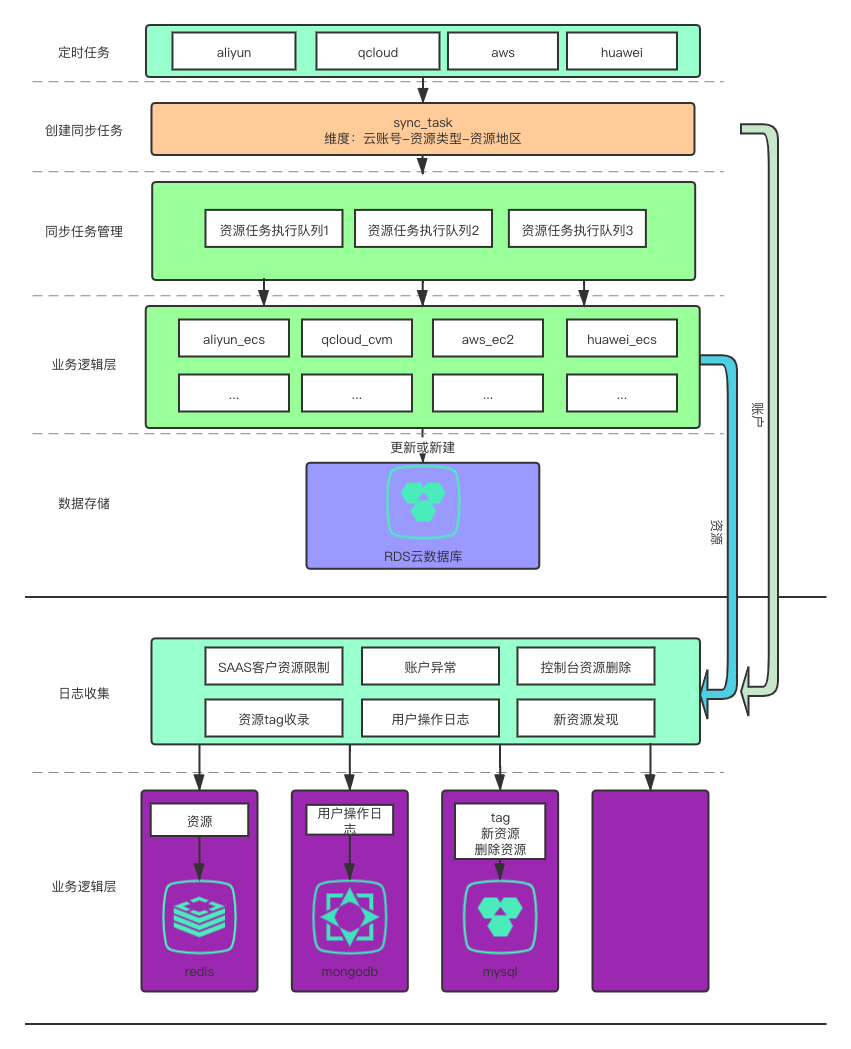 定时任务
aliyun
qcloud
aws
huawei
创建同步任务
sync_task
维度：云账号-资源类型-资源地区
同步任务管理
资源任务执行队列1
资源任务执行队列2
资源任务执行队列3
业务逻辑层
aliyun_ecs
qcloud_cvm
aws_ec2
huawei_ecs
...
...
...
...
账户
更新或新建
数据存储
RDS云数据库
资源
日志收集
SAAS客户资源限制
账户异常
控制台资源删除
资源tag收录
用户操作日志
新资源发现
业务逻辑层
资源
redis
用户操作日
志
mongodb
tag
新资源
删除资源
mysql